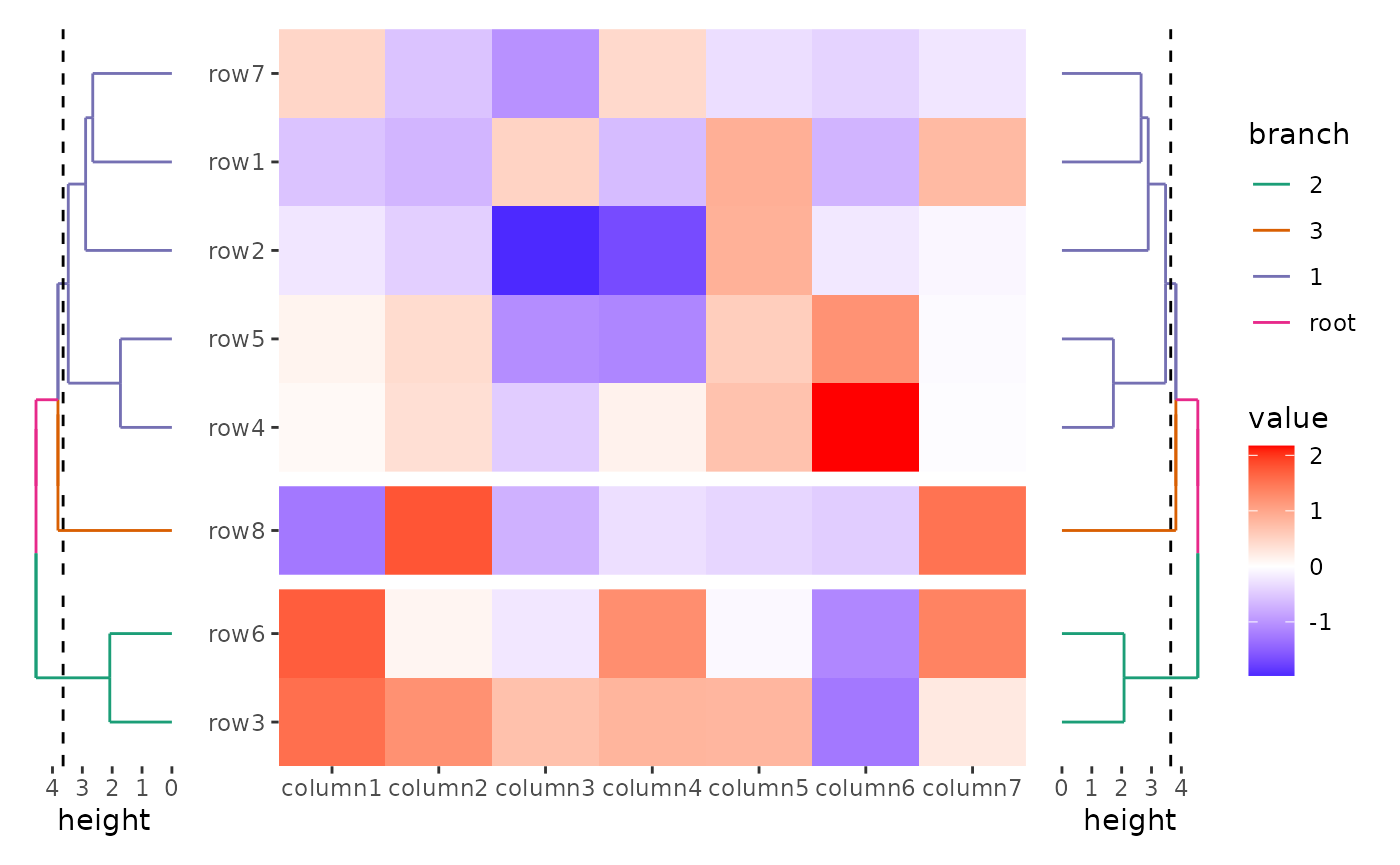 row7
row1
row2
row5
row4
row8
row6
row3
4 3 2 1 0
height
column1 column2 column3 column4 column5 column6 column7
0 1 2 3 4
height
branch
2
3
1
root
value
2
1
0
-1